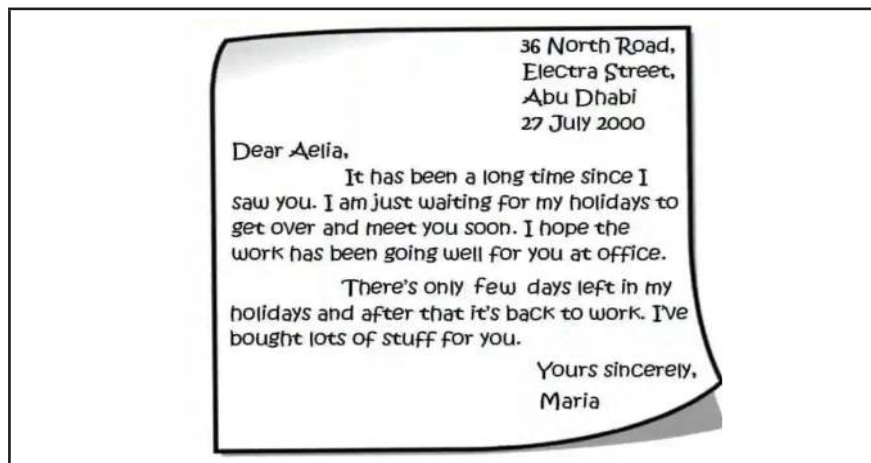 36 North Road,
Electra Street,
Abu Dhabi
27 July 2000
Dear Aelia,
It has been a long time since I
saw you. I am just waiting for my holidays to
get over and meet you soon. I hope the
work has been going well for you at office.
There's only few days left in my
holidays and after that it's back to work. I've
bought lots of stuff for you.
Yours sincerely,
Maria